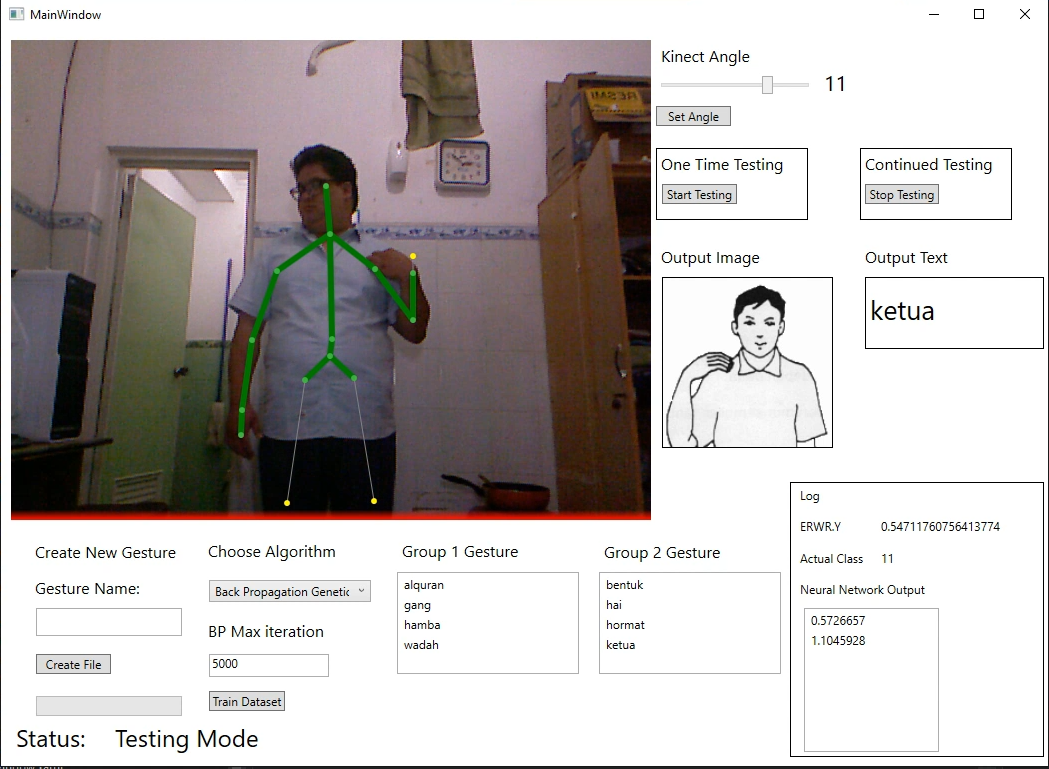 MainWindow
Kinect Angle
11
Set Angle
One Time Testing
Start Testing
Continued Testing
Stop Testing
Output Image
Output Text
ketua
RESMI
Create New Gesture
Gesture Name:
Create File
Choose Algorithm
Back Propagation Genetic
BP Max iteration
5000
Train Dataset
Group 1 Gesture
alquran
gang
hamba
wadah
Group 2 Gesture
bentuk
hai
hormat
ketua
Log
ERWR.Y 0.54711760756413774
Actual Class 11
Neural Network Output
0.5726657
1.1045928
Status: Testing Mode